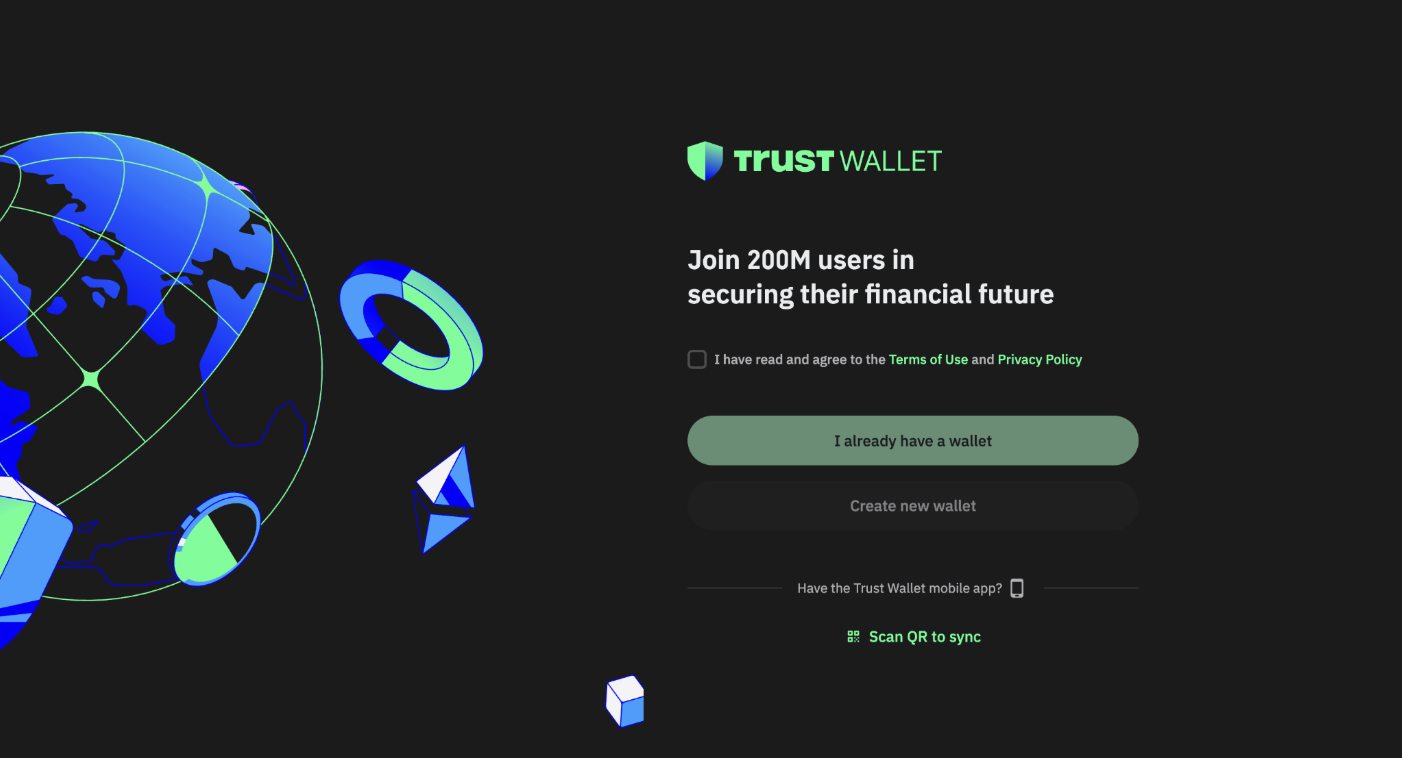 TRUST WALLET
Join 200M users in
securing their financial future
I have read and agree to the Terms of Use and Privacy Policy
I already have a wallet
Create new wallet
Have the Trust Wallet mobile app?
Scan QR to sync